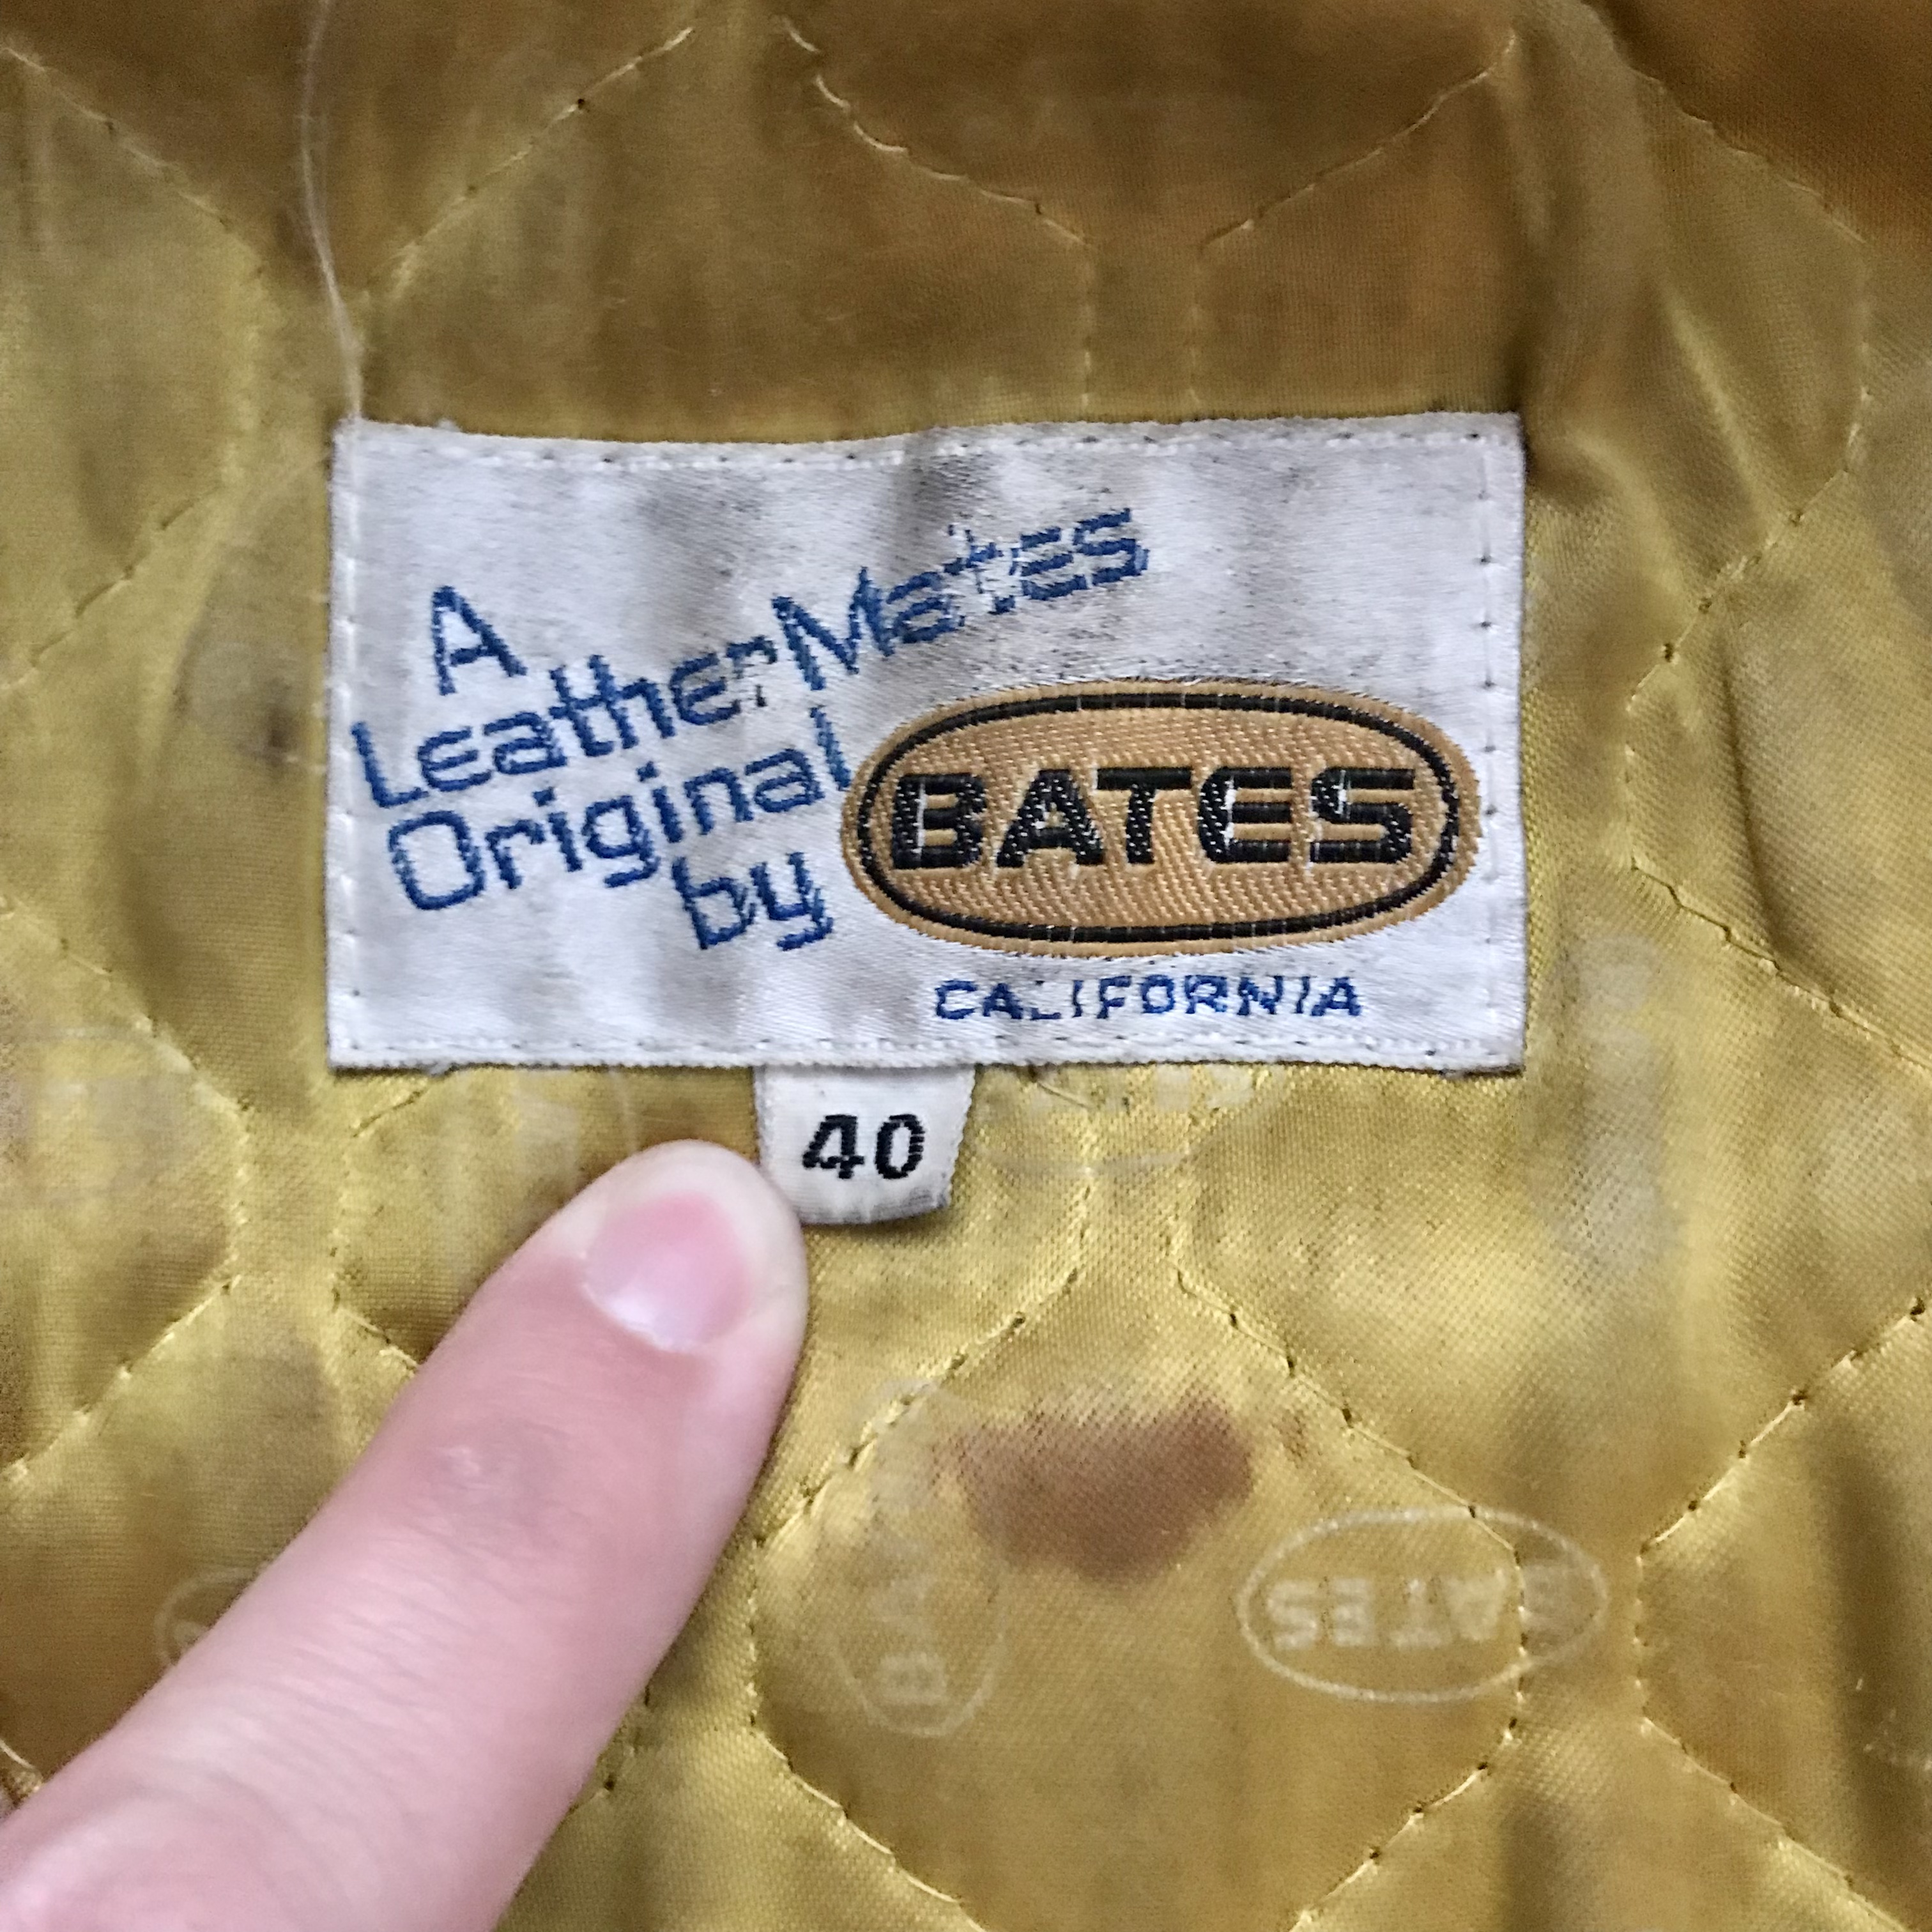 A
LeatherMates
Original
by
BATES
CALIFORNIA
40
BATES